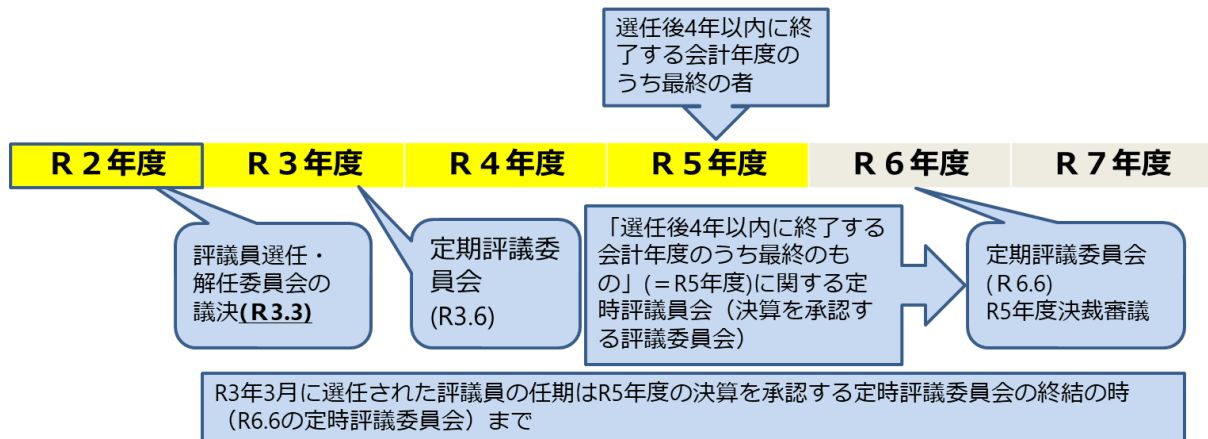 選任後4年以内に終
了する会計年度の
うち最終の者
R２年度
R３年度
R４年度
R５年度
R６年度
R７年度
評議員選任・
解任委員会の
議決(R3.3)
定期評議委
員会
(R3.6)
「選任後4年以内に終了する
会計年度のうち最終のも
の」(＝R5年度)に関する定
時評議員会（決算を承認す
る評議委員会）
定期評議委員会
(R6.6)
R5年度決裁審議
R3年3月に選任された評議員の任期はR5年度の決算を承認する定時評議委員会の終結の時
（R6.6の定時評議委員会）まで